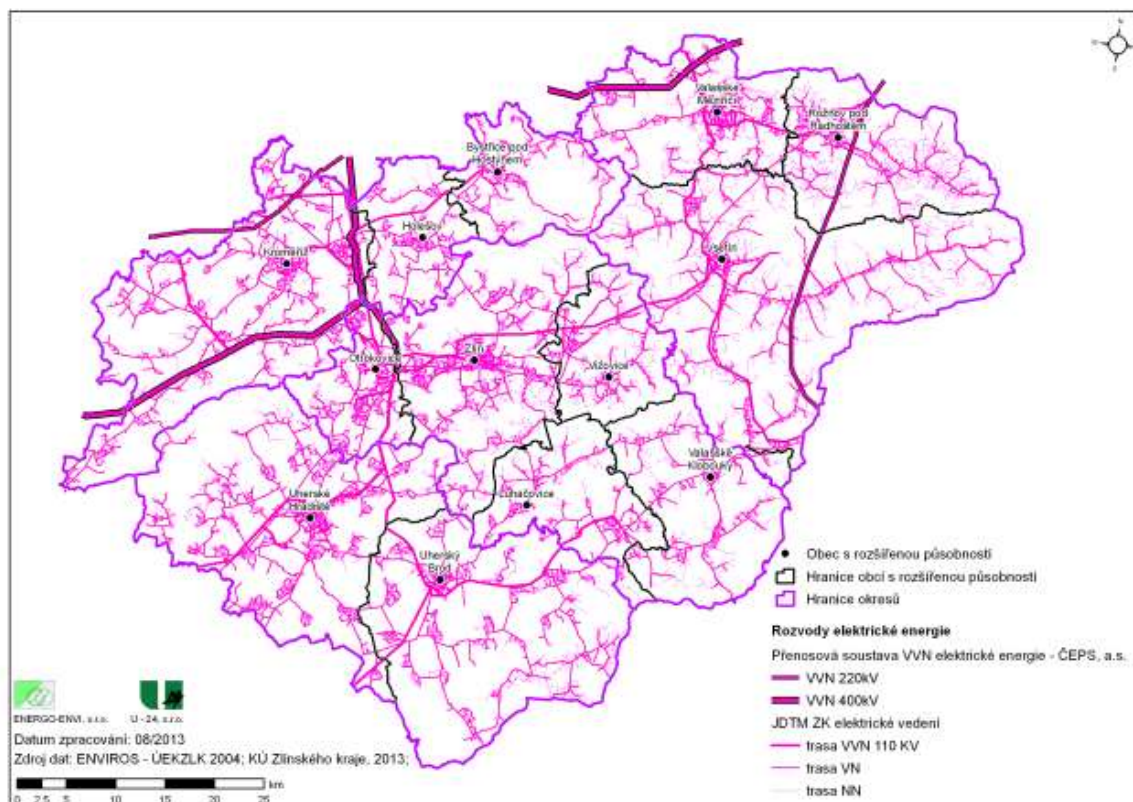 N
Valašské
Meziříčí
Rožnov pod
Radhoštěm
Bystřice pod
Hostýnem
Holešov
Kroměříž
Vsetín
Otrokovice
Zlín
Vizovice
Valašské
Klobouky
Luhačovice
Uherské
Hradiště
Uherský
Brod
Obec s rozšířenou působností
Hranice obcí s rozšířenou působností
Hranice okresů
Rozvody elektrické energie
Přenosová soustava VVN elektrické energie - ČEPS, a.s.
VVN 220kV
VVN 400kV
JDTM ZK elektrické vedení
trasa VVN 110 KV
trasa VN
trasa NN
ENERGO-ENVI, s.r.o. U - 24, s.r.o.
Datum zpracování: 08/2013
Zdroj dat: ENVIROS - ÚEKZLK 2004; KÚ Zlínského kraje, 2013;
km
0 2,5 5 10 15 20 25